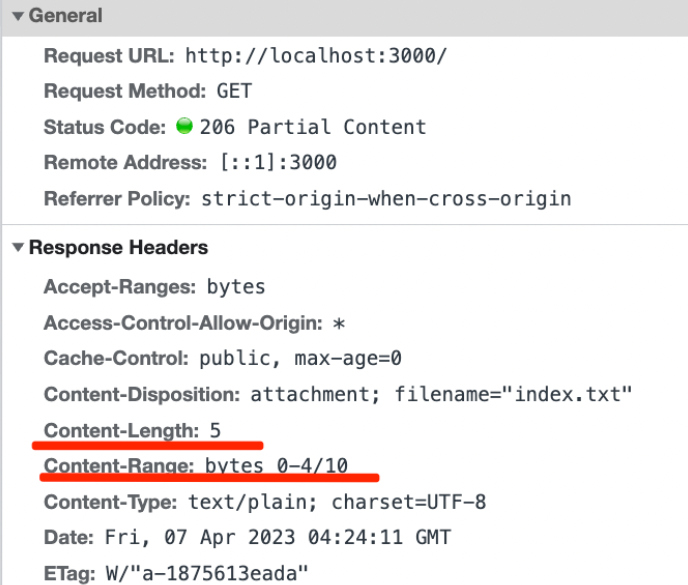 General
Request URL: http://localhost:3000/
Request Method: GET
Status Code: 206 Partial Content
Remote Address: [::1]:3000
Referrer Policy: strict-origin-when-cross-origin
Response Headers
Accept-Ranges: bytes
Access-Control-Allow-Origin: *
Cache-Control: public, max-age=0
Content-Disposition: attachment; filename="index.txt"
Content-Length: 5
Content-Range: bytes 0-4/10
Content-Type: text/plain; charset=UTF-8
Date: Fri, 07 Apr 2023 04:24:11 GMT
ETag: W/"a-1875613eada"